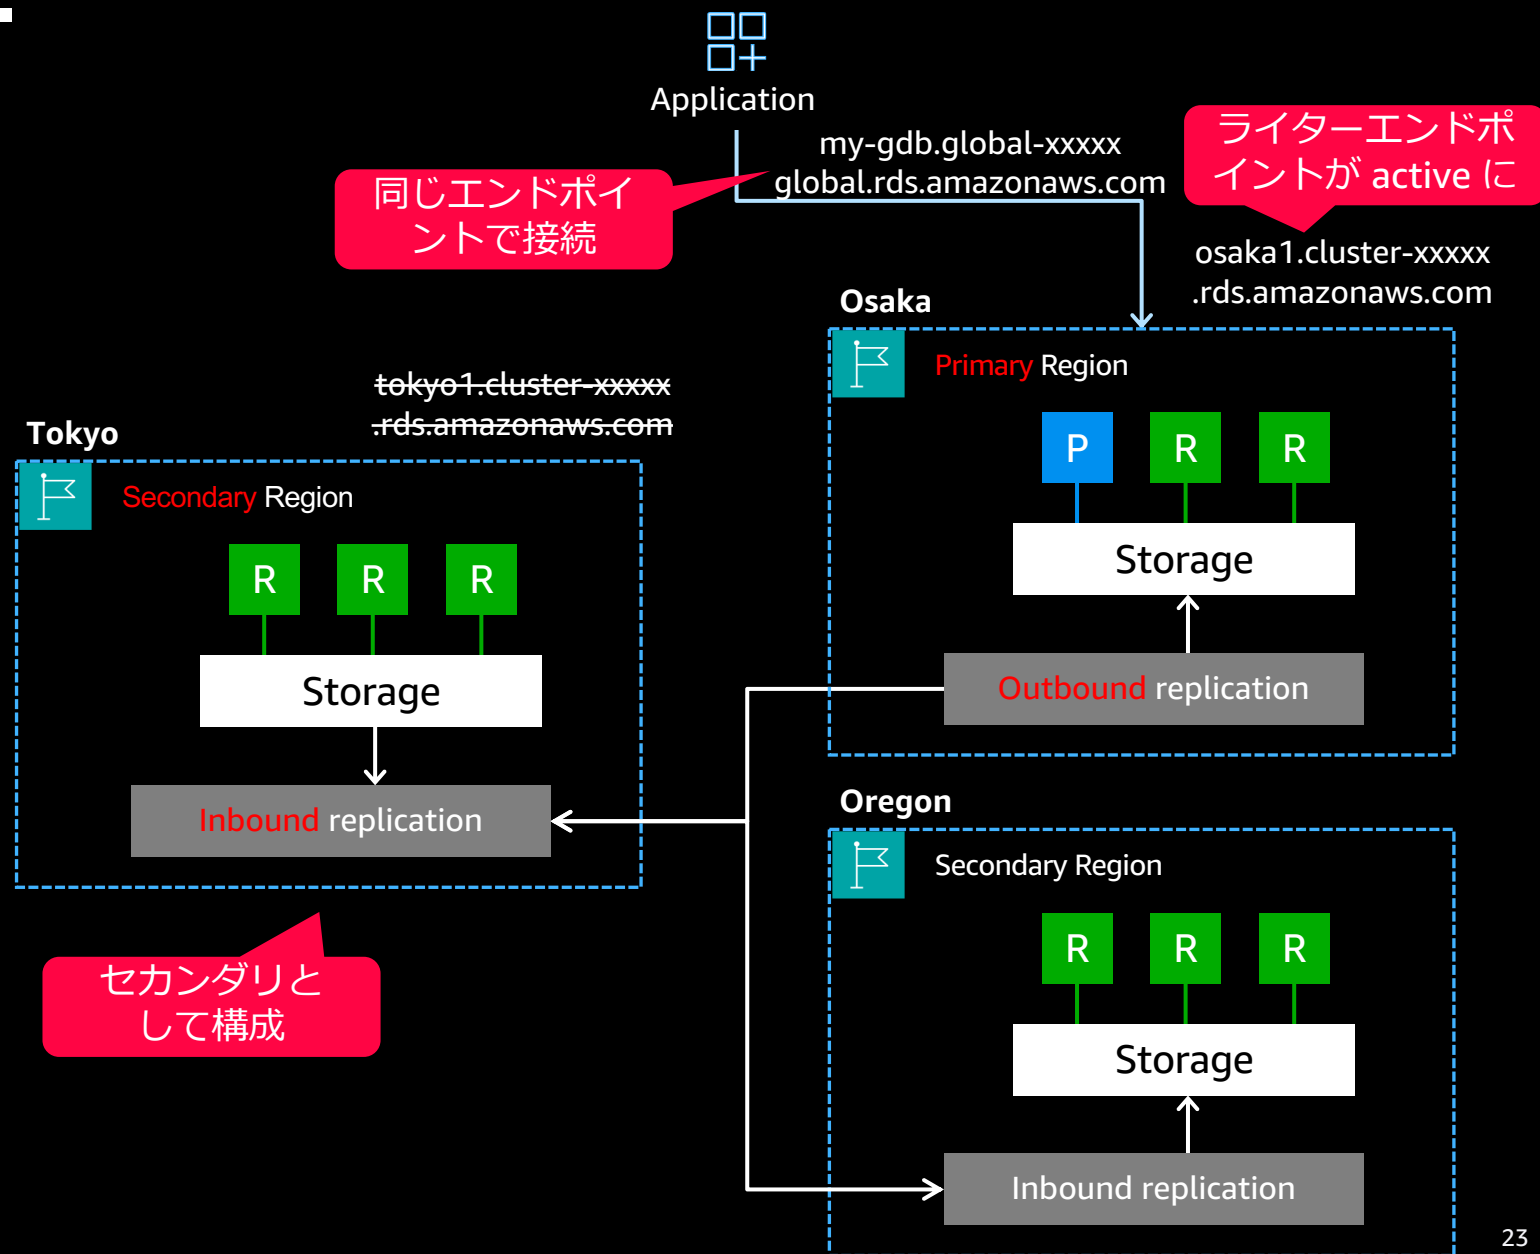 Application
my-gdb.global-xxxxx
global.rds.amazonaws.com
同じエンドポイ
ントで接続
ライターエンドポ
イントが active に
osaka1.cluster-xxxxx
.rds.amazonaws.com
Osaka
Primary Region
P
R
R
Storage
Outbound replication
tokyo1.cluster-xxxxx
.rds.amazonaws.com
Tokyo
Secondary Region
R
R
R
Storage
Inbound replication
セカンダリと
して構成
Oregon
Secondary Region
R
R
R
Storage
Inbound replication
23